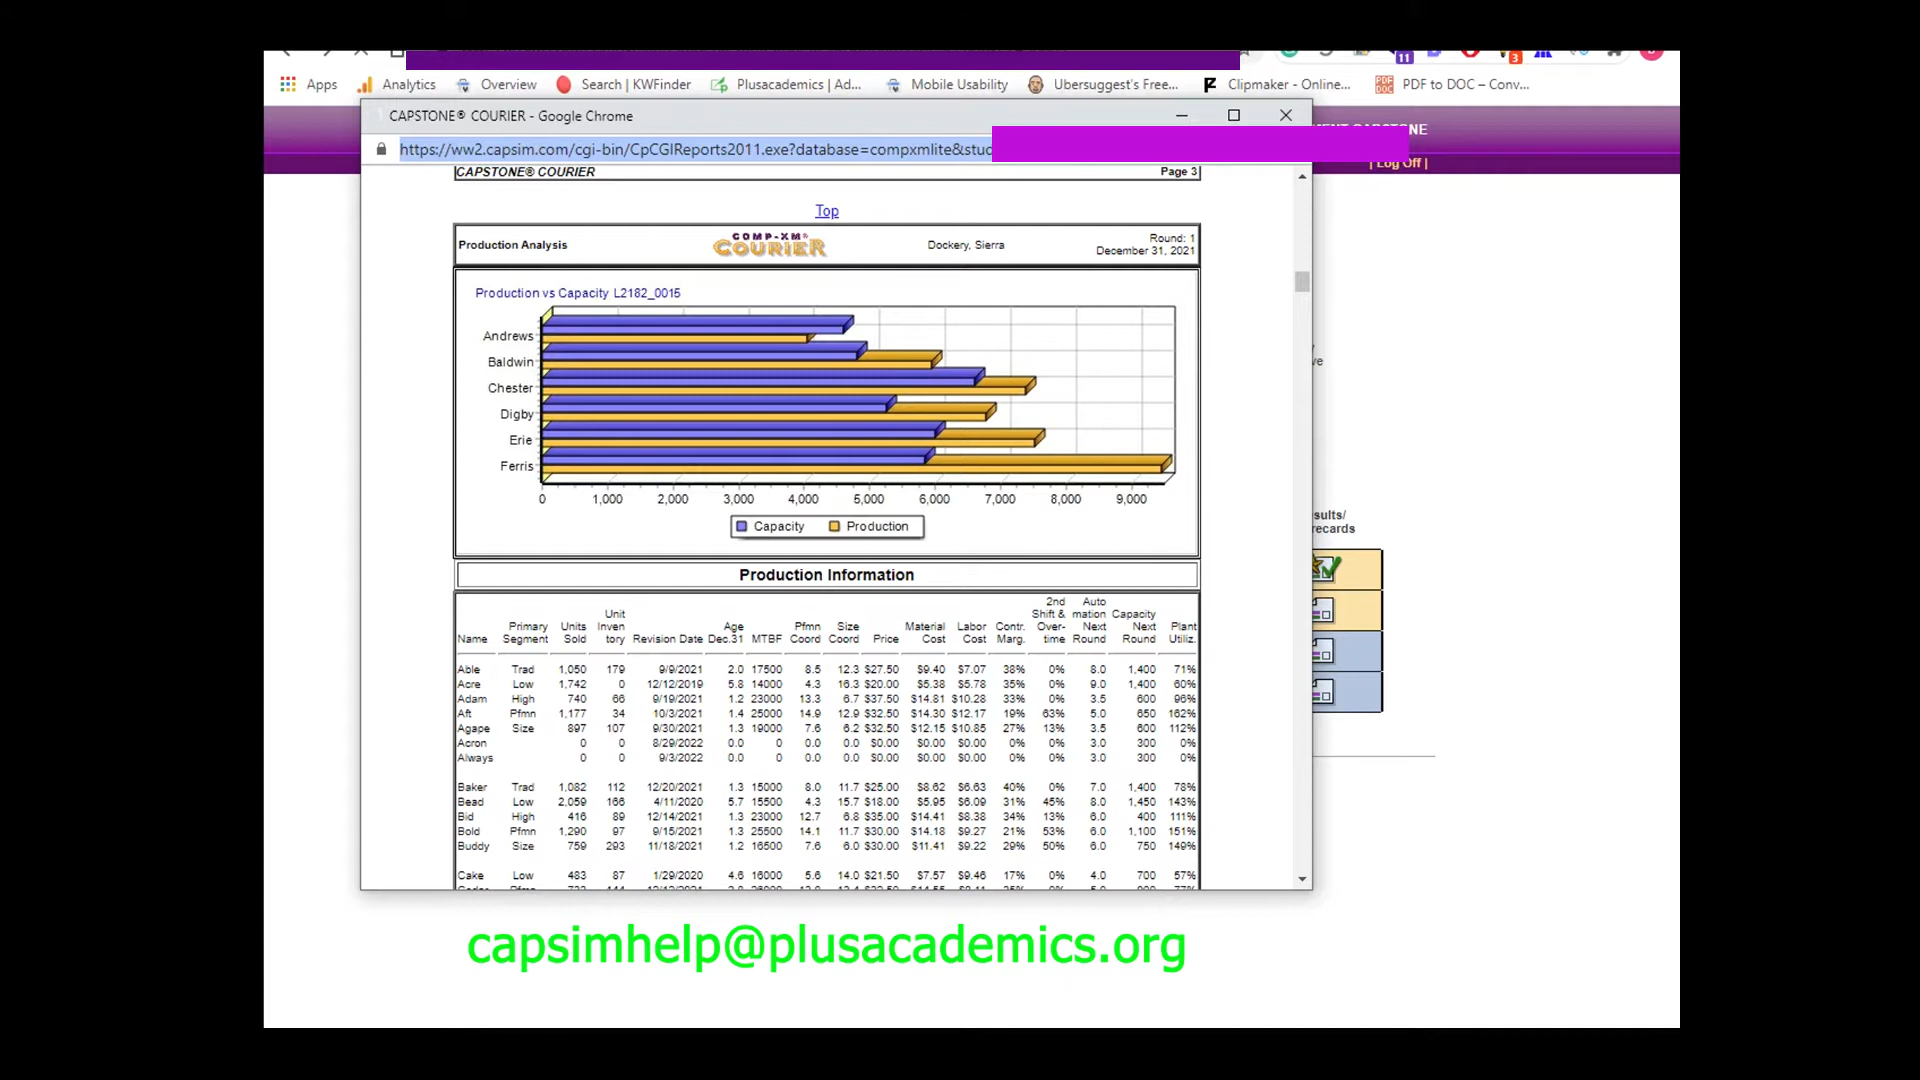 Apps Analytics Overview Search | KWFinder Plusacademics | Ad... Mobile Usability Ubersuggest's Free... Clipmaker - Online... PDF to DOC – Conv...
11
3
CAPSTONE® COURIER - Google Chrome
https://ww2.capsim.com/cgi-bin/CpCGIReports2011.exe?database=compxmlite&stud
| Log Off |
CAPSTONE® COURIER Page 3
Top
Production Analysis
COMP-XM®
COURIER
Dockery, Sierra
Round: 1
December 31, 2021
Production vs Capacity L2182_0015
Andrews
Baldwin
Chester
Digby
Erie
Ferris
0 1,000 2,000 3,000 4,000 5,000 6,000 7,000 8,000 9,000
Capacity Production
Production Information
Name Primary Segment Units Sold Unit Inven tory Revision Date Age Dec.31 MTBF Pfmn Coord Size Coord Price Material Cost Labor Cost Contr. Marg. 2nd Shift & Over- time Auto mation Next Round Capacity Next Round Plant Utiliz.
Able Trad 1,050 179 9/9/2021 2.0 17500 8.5 12.3 $27.50 $9.40 $7.07 38% 0% 8.0 1,400 71%
Acre Low 1,742 0 12/12/2019 5.8 14000 4.3 16.3 $20.00 $5.38 $5.78 35% 0% 9.0 1,400 60%
Adam High 740 66 9/19/2021 1.2 23000 13.3 6.7 $37.50 $14.81 $10.28 33% 0% 3.5 600 96%
Aft Pfmn 1,177 34 10/3/2021 1.4 25000 14.9 12.9 $32.50 $14.30 $12.17 19% 63% 5.0 650 162%
Agape Size 897 107 9/30/2021 1.3 19000 7.6 6.2 $32.50 $12.15 $10.85 27% 13% 3.5 600 112%
Acron 0 0 8/29/2022 0.0 0 0.0 0.0 $0.00 $0.00 $0.00 0% 0% 3.0 300 0%
Always 0 0 9/3/2022 0.0 0 0.0 0.0 $0.00 $0.00 $0.00 0% 0% 3.0 300 0%
Baker Trad 1,082 112 12/20/2021 1.3 15000 8.0 11.7 $25.00 $8.62 $6.63 40% 0% 7.0 1,400 78%
Bead Low 2,059 166 4/11/2020 5.7 15500 4.3 15.7 $18.00 $5.95 $6.09 31% 45% 8.0 1,450 143%
Bid High 416 89 12/14/2021 1.3 23000 12.7 6.8 $35.00 $14.41 $8.38 34% 13% 6.0 400 111%
Bold Pfmn 1,290 97 9/15/2021 1.3 25500 14.1 11.7 $30.00 $14.18 $9.27 21% 53% 6.0 1,100 151%
Buddy Size 759 293 11/18/2021 1.2 16500 7.6 6.0 $30.00 $11.41 $9.22 29% 50% 6.0 750 149%
Cake Low 483 87 1/29/2020 4.6 16000 5.6 14.0 $21.50 $7.57 $9.46 17% 0% 4.0 700 57%
capsimhelp@plusacademics.org